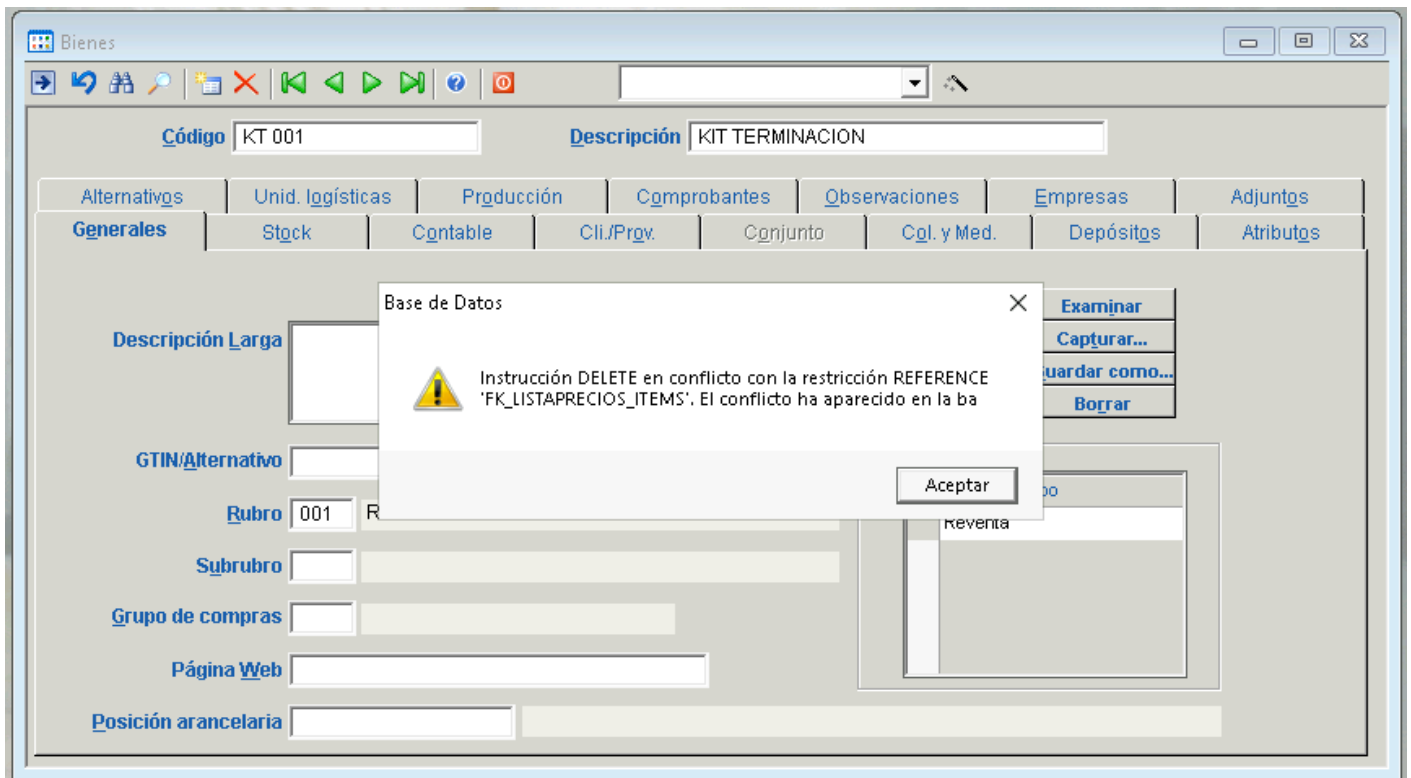 Bienes
Código KT 001 Descripción KIT TERMINACION
Alternativos Unid. logísticas Producción Comprobantes Observaciones Empresas Adjuntos
Generales Stock Contable Cli./Prov. Conjunto Col. y Med. Depósitos Atributos
Base de Datos
Examinar
Descripción Larga
Capturar...
Instrucción DELETE en conflicto con la restricción REFERENCE
uardar como...
'FK_LISTAPRECIOS_ITEMS'. El conflicto ha aparecido en la ba
Borrar
GTIN/Alternativo
Aceptar
Rubro 001 R
Reventa
Subrubro
Grupo de compras
Página Web
Posición arancelaria